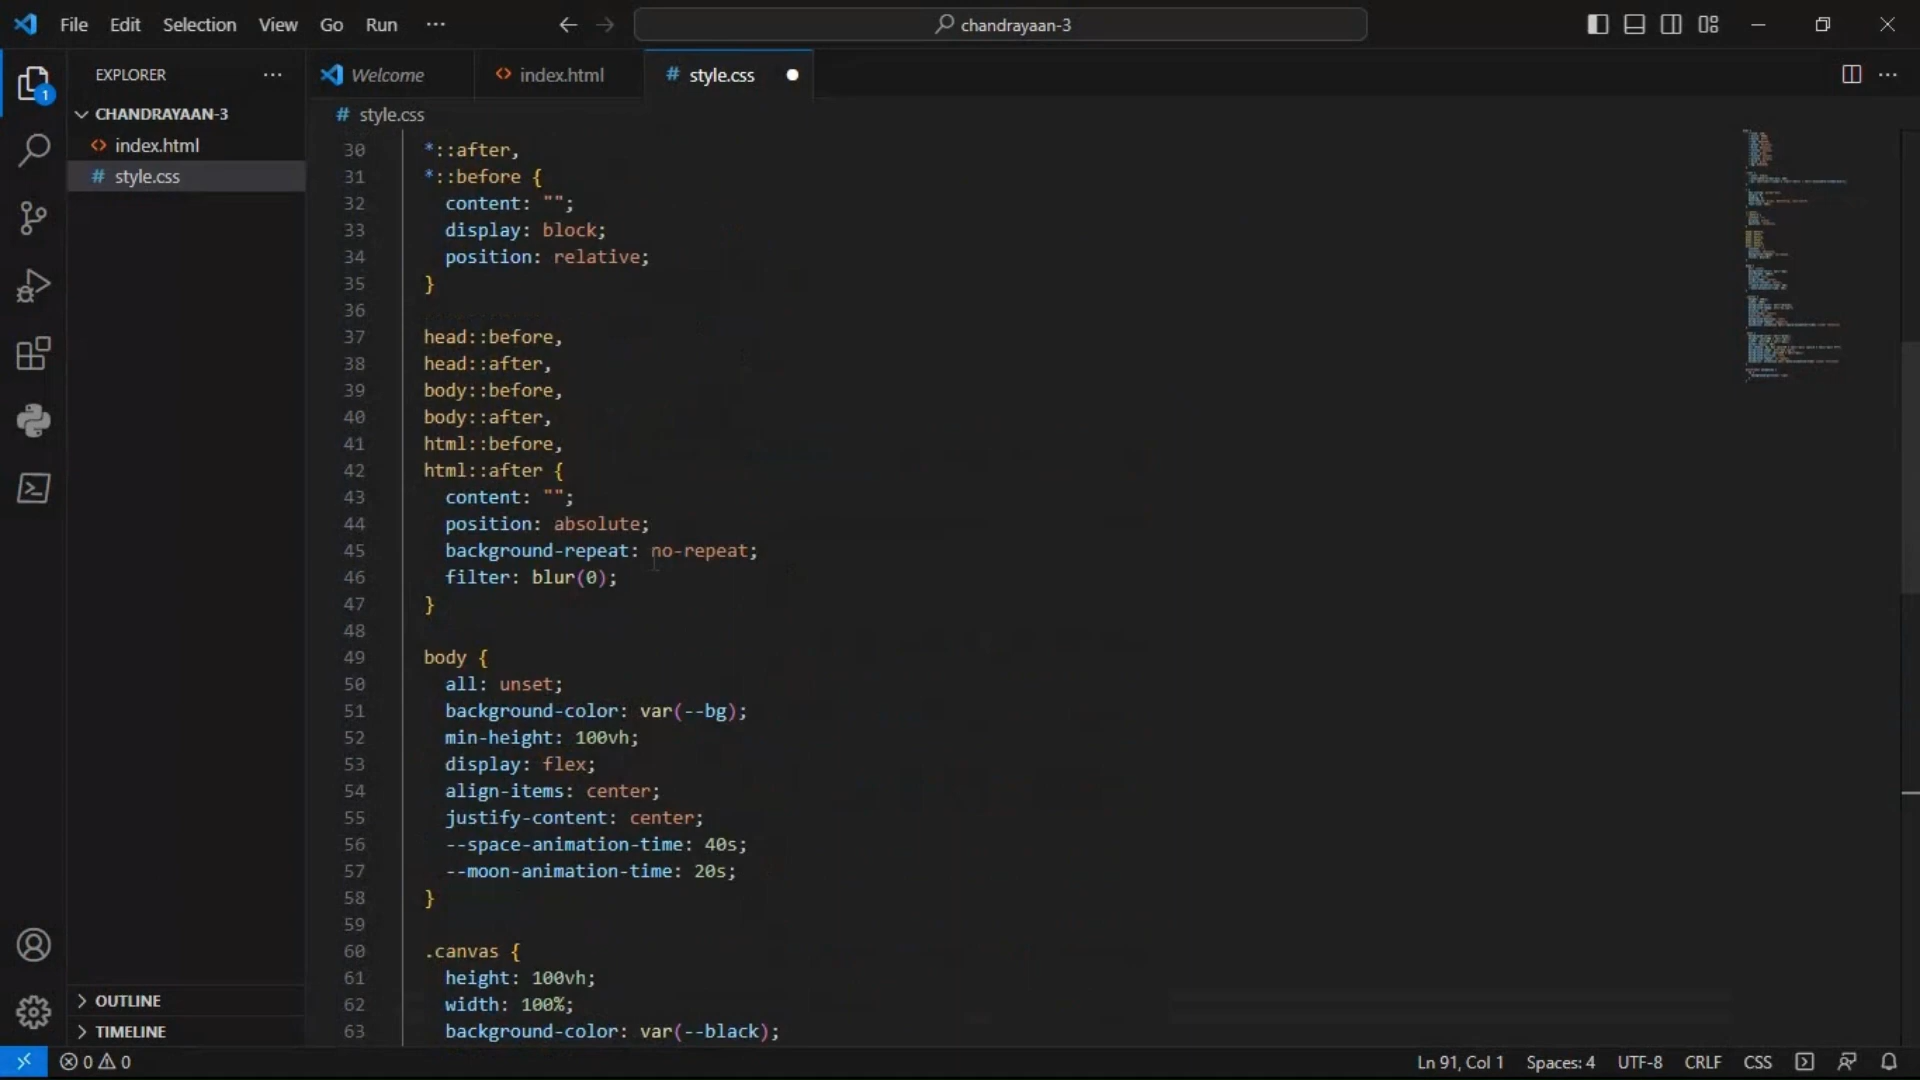 File Edit Selection View Go Run ···
chandrayaan-3
EXPLORER
Welcome
index.html
# style.css
1
CHANDRAYAAN-3
index.html
# style.css
# style.css
30 *::after,
31 *::before {
32 content: "";
33 display: block;
34 position: relative;
35 }
36
37 head::before,
38 head::after,
39 body::before,
40 body::after,
41 html::before,
42 html::after {
43 content: "";
44 position: absolute;
45 background-repeat: no-repeat;
46 filter: blur(0);
47 }
48
49 body {
50 all: unset;
51 background-color: var(--bg);
52 min-height: 100vh;
53 display: flex;
54 align-items: center;
55 justify-content: center;
56 --space-animation-time: 40s;
57 --moon-animation-time: 20s;
58 }
59
60 .canvas {
61 height: 100vh;
62 width: 100%;
63 background-color: var(--black);
OUTLINE
TIMELINE
0 0
Ln 91, Col 1 Spaces: 4 UTF-8 CRLF CSS